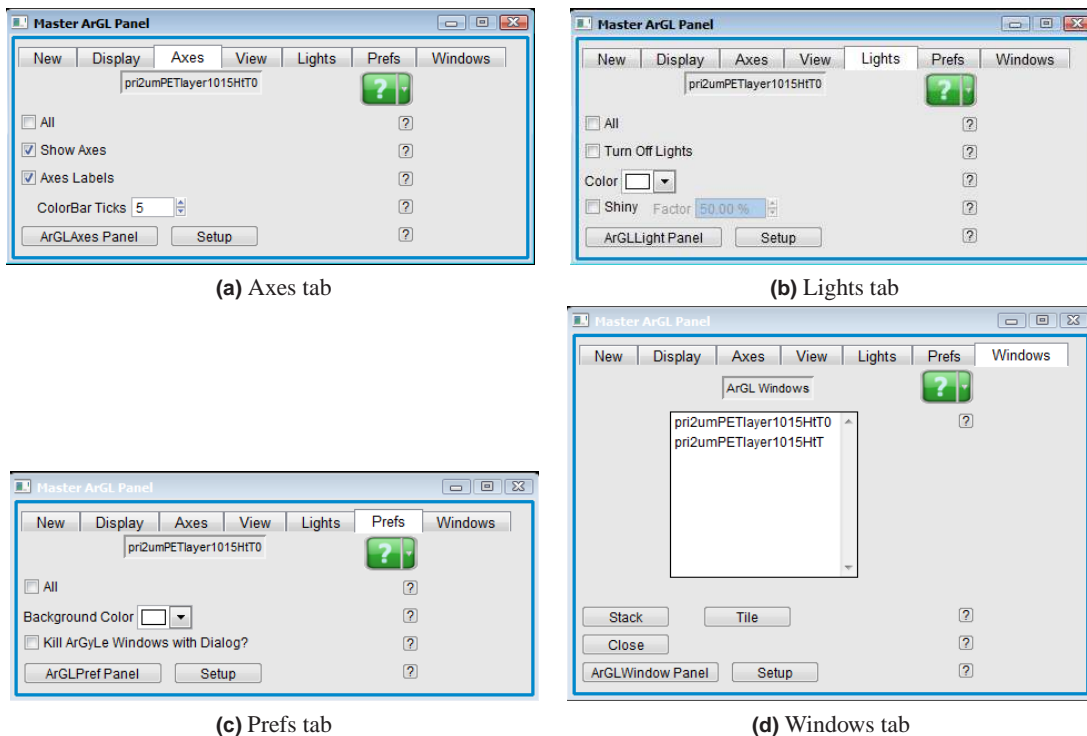 Master ArGL Panel
New Display Axes View Lights Prefs Windows
pri2umPETlayer1015HtT0
?
All ?
Show Axes ?
Axes Labels ?
ColorBar Ticks 5 ?
ArGLAxes Panel Setup ?
(a) Axes tab
Master ArGL Panel
New Display Axes View Lights Prefs Windows
pri2umPETlayer1015HtT0
?
All ?
Turn Off Lights ?
Color ?
Shiny Factor 50.00 % ?
ArGLLight Panel Setup ?
(b) Lights tab
Master ArGL Panel
New Display Axes View Lights Prefs Windows
pri2umPETlayer1015HtT0
?
All ?
Background Color ?
Kill ArGyLe Windows with Dialog? ?
ArGLPref Panel Setup ?
(c) Prefs tab
Master ArGL Panel
New Display Axes View Lights Prefs Windows
ArGL Windows
?
pri2umPETlayer1015HtT0 ?
pri2umPETlayer1015HtT
Stack Tile ?
Close ?
ArGLWindow Panel Setup ?
(d) Windows tab